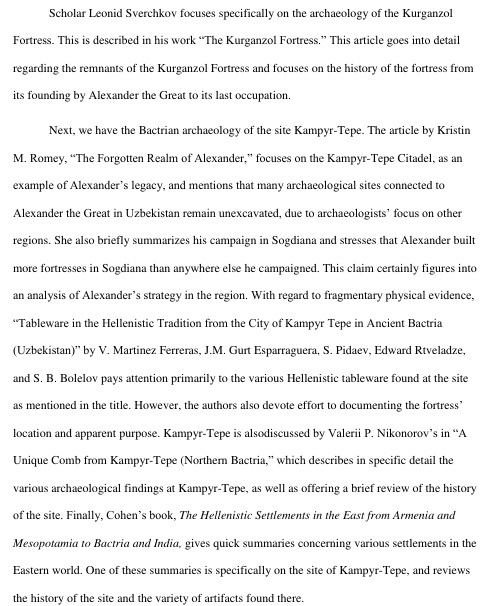 Scholar Leonid Sverchkov focuses specifically on the archaeology of the Kurganzol
Fortress. This is described in his work “The Kurganzol Fortress.” This article goes into detail
regarding the remnants of the Kurganzol Fortress and focuses on the history of the fortress from
its founding by Alexander the Great to its last occupation.
Next, we have the Bactrian archaeology of the site Kampyr-Tepe. The article by Kristin
M. Romey, “The Forgotten Realm of Alexander,” focuses on the Kampyr-Tepe Citadel, as an
example of Alexander’s legacy, and mentions that many archaeological sites connected to
Alexander the Great in Uzbekistan remain unexcavated, due to archaeologists’ focus on other
regions. She also briefly summarizes his campaign in Sogdiana and stresses that Alexander built
more fortresses in Sogdiana than anywhere else he campaigned. This claim certainly figures into
an analysis of Alexander’s strategy in the region. With regard to fragmentary physical evidence,
“Tableware in the Hellenistic Tradition from the City of Kampyr Tepe in Ancient Bactria
(Uzbekistan)” by V. Martinez Ferreras, J.M. Gurt Esparraguera, S. Pidaev, Edward Rtveladze,
and S. B. Bolelov pays attention primarily to the various Hellenistic tableware found at the site
as mentioned in the title. However, the authors also devote effort to documenting the fortress’
location and apparent purpose. Kampyr-Tepe is alsodiscussed by Valerii P. Nikonorov’s in “A
Unique Comb from Kampyr-Tepe (Northern Bactria,” which describes in specific detail the
various archaeological findings at Kampyr-Tepe, as well as offering a brief review of the history
of the site. Finally, Cohen’s book, The Hellenistic Settlements in the East from Armenia and
Mesopotamia to Bactria and India, gives quick summaries concerning various settlements in the
Eastern world. One of these summaries is specifically on the site of Kampyr-Tepe, and reviews
the history of the site and the variety of artifacts found there.